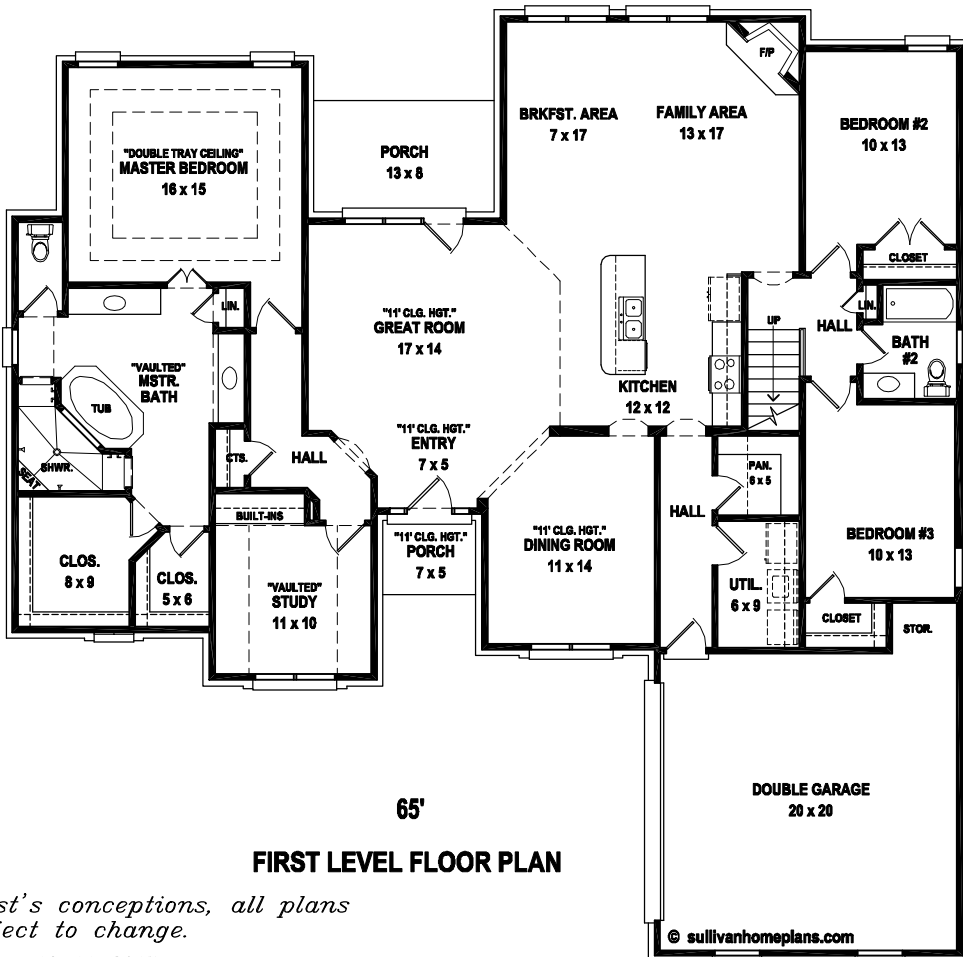 F/P
BRKFST. AREA
7 x 17
FAMILY AREA
13 x 17
BEDROOM #2
10 x 13
"DOUBLE TRAY CEILING"
MASTER BEDROOM
16 x 15
PORCH
13 x 8
CLOSET
LIN.
LIN.
"11' CLG. HGT."
GREAT ROOM
17 x 14
UP
HALL
BATH
#2
"VAULTED"
MSTR.
BATH
TUB
KITCHEN
12 x 12
"11' CLG. HGT."
ENTRY
7 x 5
CTS.
HALL
SHWR.
SEAT
PAN.
6 x 5
BUILT-INS
HALL
"11' CLG. HGT."
PORCH
7 x 5
"11' CLG. HGT."
DINING ROOM
11 x 14
BEDROOM #3
10 x 13
CLOS.
8 x 9
CLOS.
5 x 6
"VAULTED"
STUDY
11 x 10
UTIL.
6 x 9
CLOSET
STOR.
DOUBLE GARAGE
20 x 20
65'
FIRST LEVEL FLOOR PLAN
st's conceptions, all plans
ject to change.
© sullivanhomeplans.com